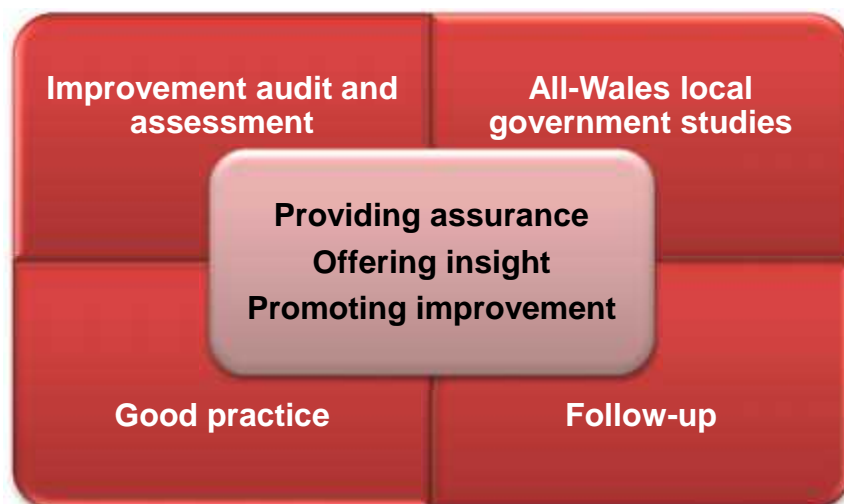 Improvement audit and
assessment
All-Wales local
government studies
Providing assurance
Offering insight
Promoting improvement
Good practice
Follow-up